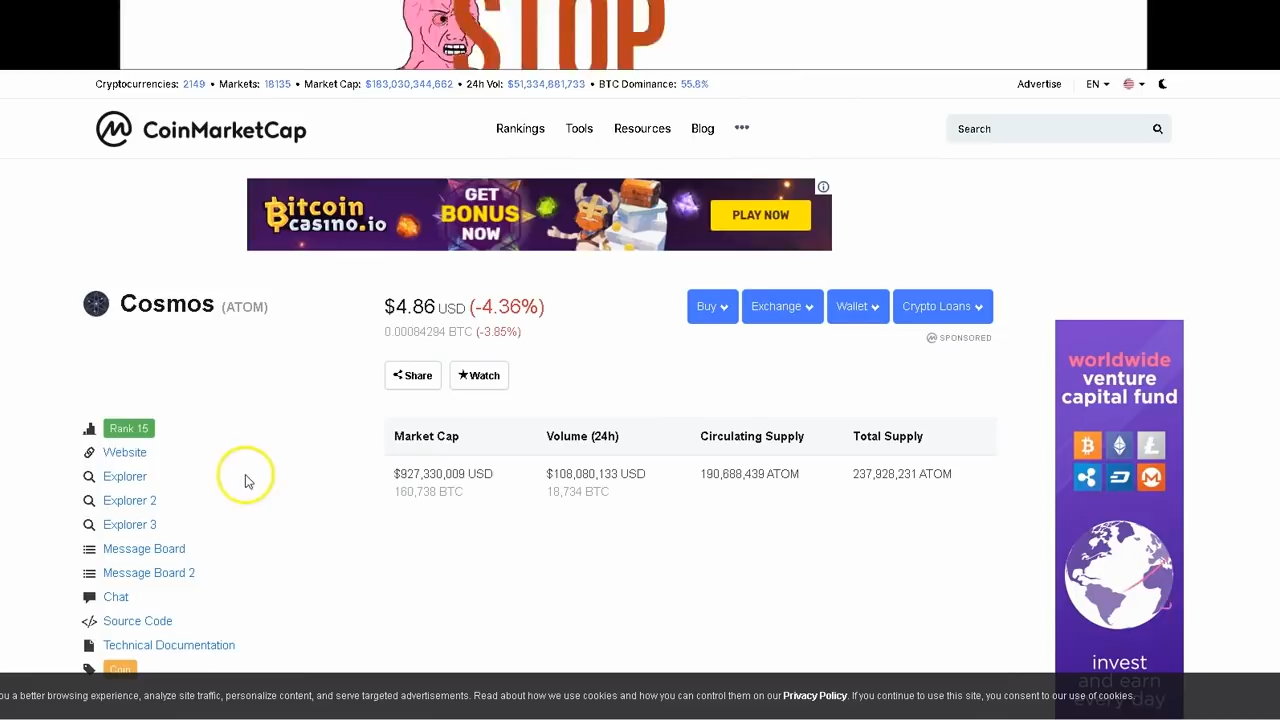 STOP
Cryptocurrencies: 2149 • Markets: 18135 • Market Cap: $183,030,344,662 • 24h Vol: $51,334,881,733 • BTC Dominance: 55.8%
Advertise EN
CoinMarketCap
Rankings Tools Resources Blog •••
Search
Bitcoin
casino.io
GET
BONUS
NOW
PLAY NOW
Cosmos (ATOM)
$4.86 USD (-4.36%)
0.00084294 BTC (-3.85%)
Buy Exchange Wallet Crypto Loans
SPONSORED
Share Watch
Rank 15
Website
Explorer
Explorer 2
Explorer 3
Message Board
Message Board 2
Chat
Source Code
Technical Documentation
Coin
Market Cap Volume (24h) Circulating Supply Total Supply
$927,330,009 USD $108,080,133 USD 190,688,439 ATOM 237,928,231 ATOM
160,738 BTC 18,734 BTC
worldwide
venture
capital fund
invest
and earn
every day
u a better browsing experience, analyze site traffic, personalize content, and serve targeted advertisements. Read about how we use cookies and how you can control them on our Privacy Policy. If you continue to use this site, you consent to our use of cookies.